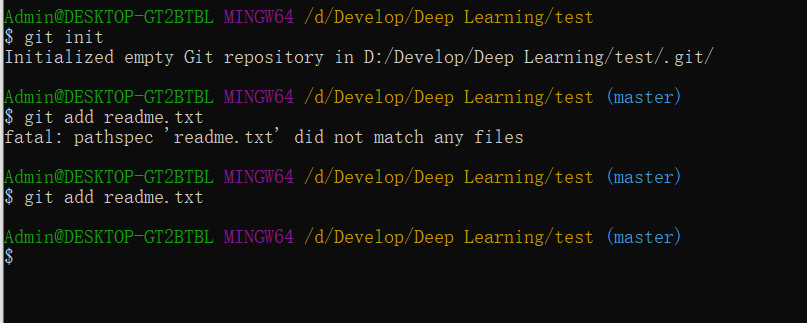 Admin@DESKTOP-GT2BTBL MINGW64 /d/Develop/Deep Learning/test
$ git init
Initialized empty Git repository in D:/Develop/Deep Learning/test/.git/
Admin@DESKTOP-GT2BTBL MINGW64 /d/Develop/Deep Learning/test (master)
$ git add readme.txt
fatal: pathspec 'readme.txt' did not match any files
Admin@DESKTOP-GT2BTBL MINGW64 /d/Develop/Deep Learning/test (master)
$ git add readme.txt
Admin@DESKTOP-GT2BTBL MINGW64 /d/Develop/Deep Learning/test (master)
$